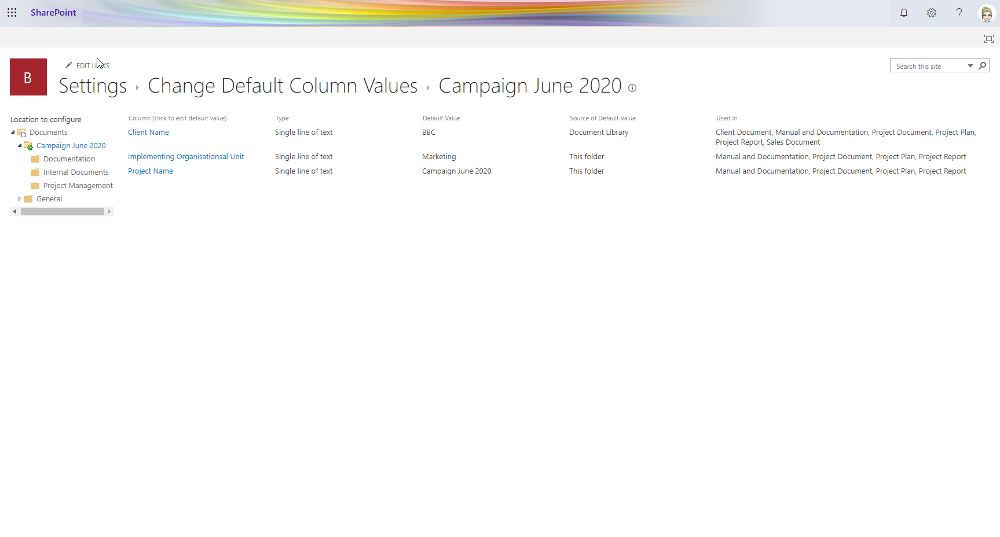 SharePoint
EDIT LINKS
B
Settings Change Default Column Values Campaign June 2020
Search this site
Location to configure
Documents
Campaign June 2020
Documentation
Internal Documents
Project Management
General
Column (click to edit default value) Type Default Value Source of Default Value Used In
Client Name Single line of text BBC Document Library Client Document, Manual and Documentation, Project Document, Project Plan,
Project Report, Sales Document
Implementing Organisationsal Unit Single line of text Marketing This folder Manual and Documentation, Project Document, Project Plan, Project Report
Project Name Single line of text Campaign June 2020 This folder Manual and Documentation, Project Document, Project Plan, Project Report